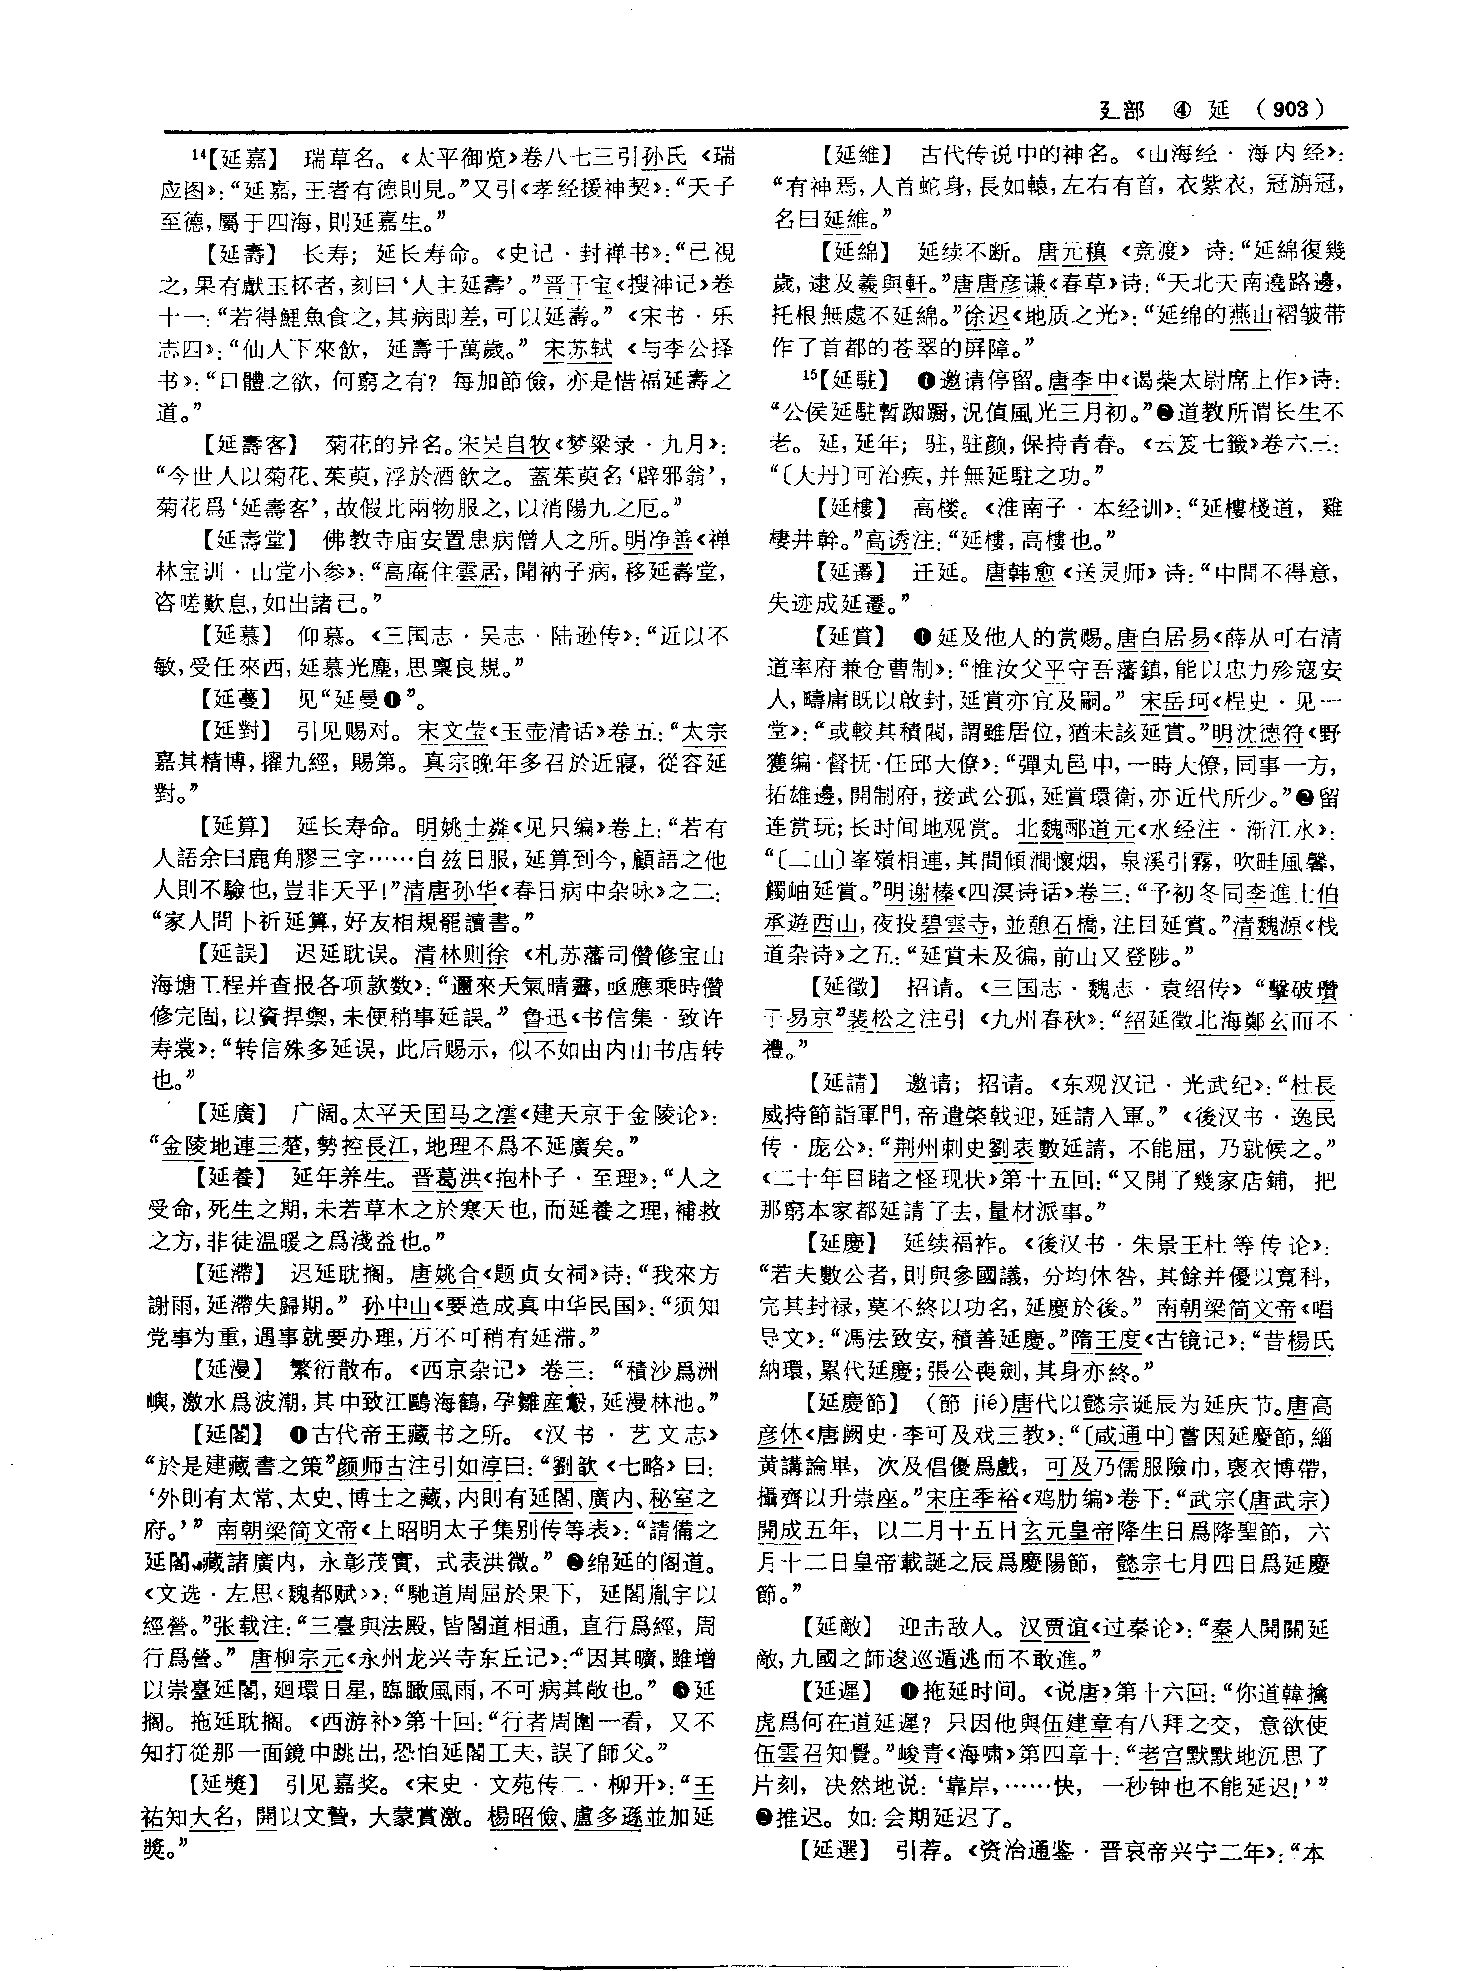 廴部 ④ 延 （903）
¹⁴【延嘉】 瑞草名。《太平御览》卷八七三引孙氏《瑞
应图》：“延嘉，王者有德則見。”又引《孝经援神契》：“天子
至德，屬于四海，則延嘉生。”
【延壽】 长寿；延长寿命。《史记·封禅书》：“已視
之，果有獻玉杯者，刻曰‘人主延壽’。”晋干宝《搜神记》卷
十一：“若得鯉魚食之，其病即差，可以延壽。”《宋书·乐
志四》：“仙人下來飲，延壽千萬歲。”宋苏轼《与李公择
书》：“口體之欲，何窮之有？每加節儉，亦是惜福延壽之
道。”
【延壽客】 菊花的异名。宋吴自牧《梦粱录·九月》：
“今世人以菊花、茱萸，浮於酒飲之。蓋茱萸名‘辟邪翁’，
菊花爲‘延壽客’，故假此兩物服之，以消陽九之厄。”
【延壽堂】 佛教寺庙安置患病僧人之所。明净善《禅
林宝训·山堂小参》：“高庵住雲居，聞衲子病，移延壽堂，
咨嗟歎息，如出諸己。”
【延慕】 仰慕。《三国志·吴志·陆逊传》：“近以不
敏，受任來西，延慕光塵，思禀良規。”
【延蔓】 见“延曼❶”。
【延對】 引见赐对。宋文莹《玉壶清话》卷五：“太宗
嘉其精博，擢九經，賜第。真宗晚年多召於近寢，從容延
對。”
【延算】 延长寿命。明姚士粦《见只编》卷上：“若有
人語余曰鹿角膠三字……自兹日服，延算到今，顧語之他
人則不驗也，豈非天乎！”清唐孙华《春日病中杂咏》之二：
“家人問卜祈延算，好友相規罷讀書。”
【延誤】 迟延耽误。清林则徐《札苏藩司儹修宝山
海塘工程并查报各项款数》：“邇來天氣晴霽，亟應乘時儹
修完固，以資捍禦，未便稍事延誤。”鲁迅《书信集·致许
寿裳》：“转信殊多延误，此后赐示，似不如由内山书店转
也。”
【延廣】 广阔。太平天国马之澐《建天京于金陵论》：
“金陵地連三楚，勢控長江，地理不爲不延廣矣。”
【延養】 延年养生。晋葛洪《抱朴子·至理》：“人之
受命，死生之期，未若草木之於寒天也，而延養之理，補救
之方，非徒温暖之爲淺益也。”
【延滯】 迟延耽搁。唐姚合《题贞女祠》诗：“我來方
謝雨，延滯失歸期。”孙中山《要造成真中华民国》：“须知
党事为重，遇事就要办理，万不可稍有延滞。”
【延漫】 繁衍散布。《西京杂记》卷三：“積沙爲洲
嶼，激水爲波潮，其中致江鷗海鶴，孕雛産鷇，延漫林池。”
【延閣】 ❶古代帝王藏书之所。《汉书·艺文志》
“於是建藏書之策”颜师古注引如淳曰：“劉歆《七略》曰：
‘外則有太常、太史、博士之藏，内則有延閣、廣内、秘室之
府。’”南朝梁简文帝《上昭明太子集别传等表》：“請備之
延閣，藏諸廣内，永彰茂實，式表洪微。”❷绵延的阁道。
《文选·左思〈魏都赋〉》：“馳道周屈於果下，延閣胤宇以
經營。”张载注：“三臺與法殿，皆閣道相通，直行爲經，周
行爲營。”唐柳宗元《永州龙兴寺东丘记》：“因其曠，雖增
以崇臺延閣，廻環日星，臨瞰風雨，不可病其敞也。”❸延
搁。拖延耽搁。《西游补》第十回：“行者周圍一看，又不
知打從那一面鏡中跳出，恐怕延閣工夫，誤了師父。”
【延獎】 引见嘉奖。《宋史·文苑传二·柳开》：“王
祐知大名，開以文贄，大蒙賞激。楊昭儉、盧多遜並加延
獎。”
【延維】 古代传说中的神名。《山海经·海内经》：
“有神焉，人首蛇身，長如轅，左右有首，衣紫衣，冠旃冠，
名曰延維。”
【延綿】 延续不断。唐元稹《竞渡》诗：“延綿復幾
歲，逮及羲與軒。”唐唐彦谦《春草》诗：“天北天南遶路邊，
托根無處不延綿。”徐迟《地质之光》：“延绵的燕山褶皱带
作了首都的苍翠的屏障。”
¹⁵【延駐】 ❶邀请停留。唐李中《谒柴太尉席上作》诗：
“公侯延駐暫踟躕，況值風光三月初。”❷道教所谓长生不
老。延，延年；驻，驻颜，保持青春。《云笈七籤》卷六二：
“〔大丹〕可治疾，并無延駐之功。”
【延樓】 高楼。《淮南子·本经训》：“延樓棧道，雞
棲井幹。”高诱注：“延樓，高樓也。”
【延遷】 迁延。唐韩愈《送灵师》诗：“中間不得意，
失迹成延遷。”
【延賞】 ❶延及他人的赏赐。唐白居易《薛从可右清
道率府兼仓曹制》：“惟汝父平守吾藩鎮，能以忠力殄寇安
人，疇庸既以啟封，延賞亦宜及嗣。”宋岳珂《桯史·见一
堂》：“或較其積閥，謂雖居位，猶未該延賞。”明沈德符《野
獲编·督抚·任邱大僚》：“彈丸邑中，一時大僚，同事一方，
拓雄邊，開制府，接武公孤，延賞環衛，亦近代所少。”❷留
连赏玩；长时间地观赏。北魏郦道元《水经注·渐江水》：
“〔二山〕峯嶺相連，其間傾澗懷烟，泉溪引霧，吹畦風馨，
觸岫延賞。”明谢榛《四溟诗话》卷三：“予初冬同李進士伯
承遊西山，夜投碧雲寺，並憩石橋，注目延賞。”清魏源《栈
道杂诗》之五：“延賞未及徧，前山又登陟。”
【延徵】 招请。《三国志·魏志·袁绍传》“擊破瓚
于易京”裴松之注引《九州春秋》：“紹延徵北海鄭玄而不
禮。”
【延請】 邀请；招请。《东观汉记·光武纪》：“杜長
威持節詣軍門，帝遣棨戟迎，延請入軍。”《後汉书·逸民
传·庞公》：“荆州刺史劉表數延請，不能屈，乃就候之。”
《二十年目睹之怪现状》第十五回：“又開了幾家店鋪，把
那窮本家都延請了去，量材派事。”
【延慶】 延续福祚。《後汉书·朱景王杜等传论》：
“若夫數公者，則與參國議，分均休咎，其餘并優以寬科，
完其封禄，莫不終以功名，延慶於後。”南朝梁简文帝《唱
导文》：“馮法致安，積善延慶。”隋王度《古镜记》：“昔楊氏
納環，累代延慶；張公喪劍，其身亦終。”
【延慶節】 （節 jié）唐代以懿宗诞辰为延庆节。唐高
彦休《唐阙史·李可及戏三教》：“〔咸通中〕嘗因延慶節，緇
黄講論畢，次及倡優爲戲，可及乃儒服險巾，褒衣博帶，
攝齊以升崇座。”宋庄季裕《鸡肋编》卷下：“武宗（唐武宗）
開成五年，以二月十五日玄元皇帝降生日爲降聖節，六
月十二日皇帝載誕之辰爲慶陽節，懿宗七月四日爲延慶
節。”
【延敵】 迎击敌人。汉贾谊《过秦论》：“秦人開關延
敵，九國之師逡巡遁逃而不敢進。”
【延遲】 ❶拖延时间。《说唐》第十六回：“你道韓擒
虎爲何在道延遲？只因他與伍建章有八拜之交，意欲使
伍雲召知覺。”峻青《海啸》第四章十：“老宫默默地沉思了
片刻，决然地说：‘靠岸，……快，一秒钟也不能延迟！’”
❷推迟。如：会期延迟了。
【延選】 引荐。《资治通鉴·晋哀帝兴宁二年》：“本